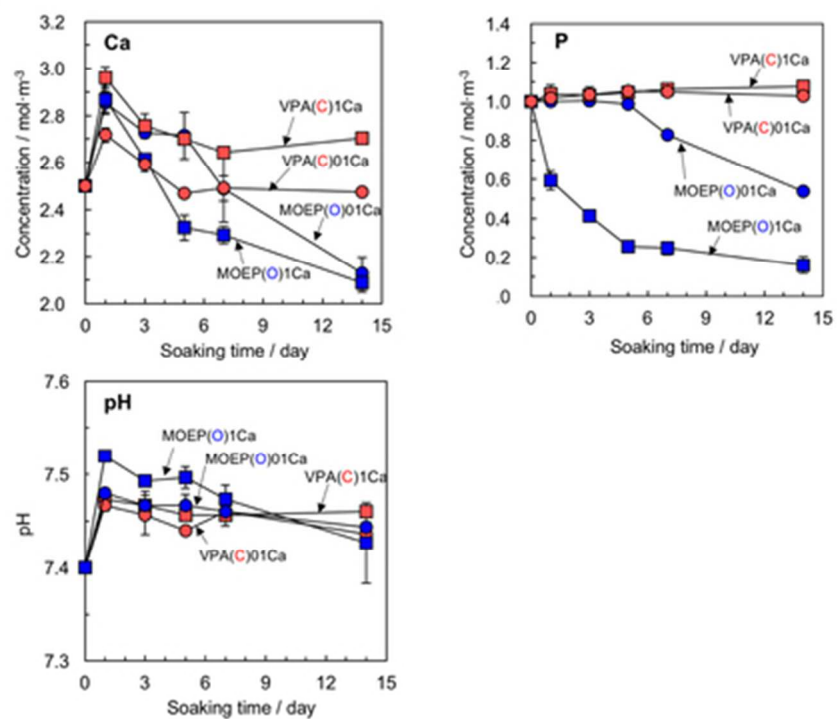 Ca
Concentration / mol·m-3
3.2
3.0
2.8
2.6
2.4
2.2
2.0
VPA(C)1Ca
VPA(C)01Ca
MOEP(O)01Ca
MOEP(O)1Ca
0 3 6 9 12 15
Soaking time / day
P
Concentration / mol·m-3
1.4
1.2
1.0
0.8
0.6
0.4
0.2
.0
VPA(C)1Ca
VPA(C)01Ca
MOEP(O)01Ca
MOEP(O)1Ca
0 3 6 9 12 15
Soaking time / day
pH
pH
7.6
7.5
7.4
7.3
MOEP(O)1Ca
MOEP(O)01Ca
VPA(C)1Ca
VPA(C)01Ca
0 3 6 9 12 15
Soaking time / day